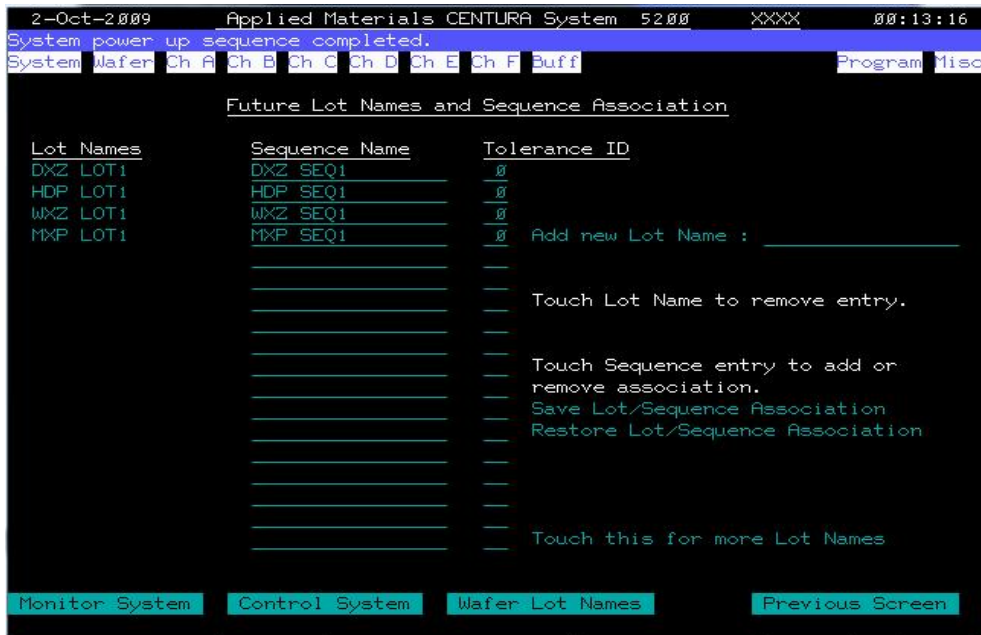 2-Oct-2009 Applied Materials CENTURA System 5200 XXXX 00:13:16
System power up sequence completed.
System Wafer Ch A Ch B Ch C Ch D Ch E Ch F Buff Program Misc
Future Lot Names and Sequence Association
Lot Names Sequence Name Tolerance ID
DXZ LOT1 DXZ SEQ1 0
HDP LOT1 HDP SEQ1 0
WXZ LOT1 WXZ SEQ1 0
MXP LOT1 MXP SEQ1 0 Add new Lot Name :
Touch Lot Name to remove entry.
Touch Sequence entry to add or
remove association.
Save Lot/Sequence Association
Restore Lot/Sequence Association
Touch this for more Lot Names
Monitor System Control System Wafer Lot Names Previous Screen